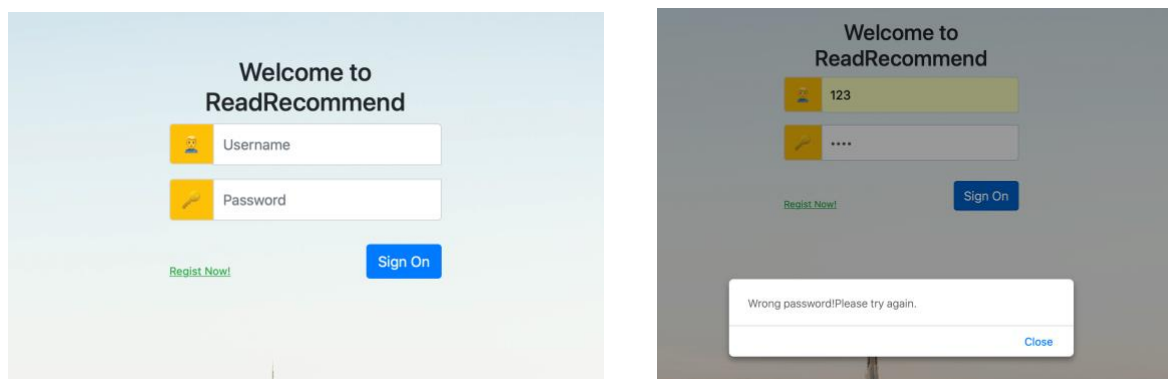 Welcome to
ReadRecommend
Username
Password
Regist Now!
Sign On
Welcome to
ReadRecommend
123
••••
Regist Now!
Sign On
Wrong password!Please try again.
Close